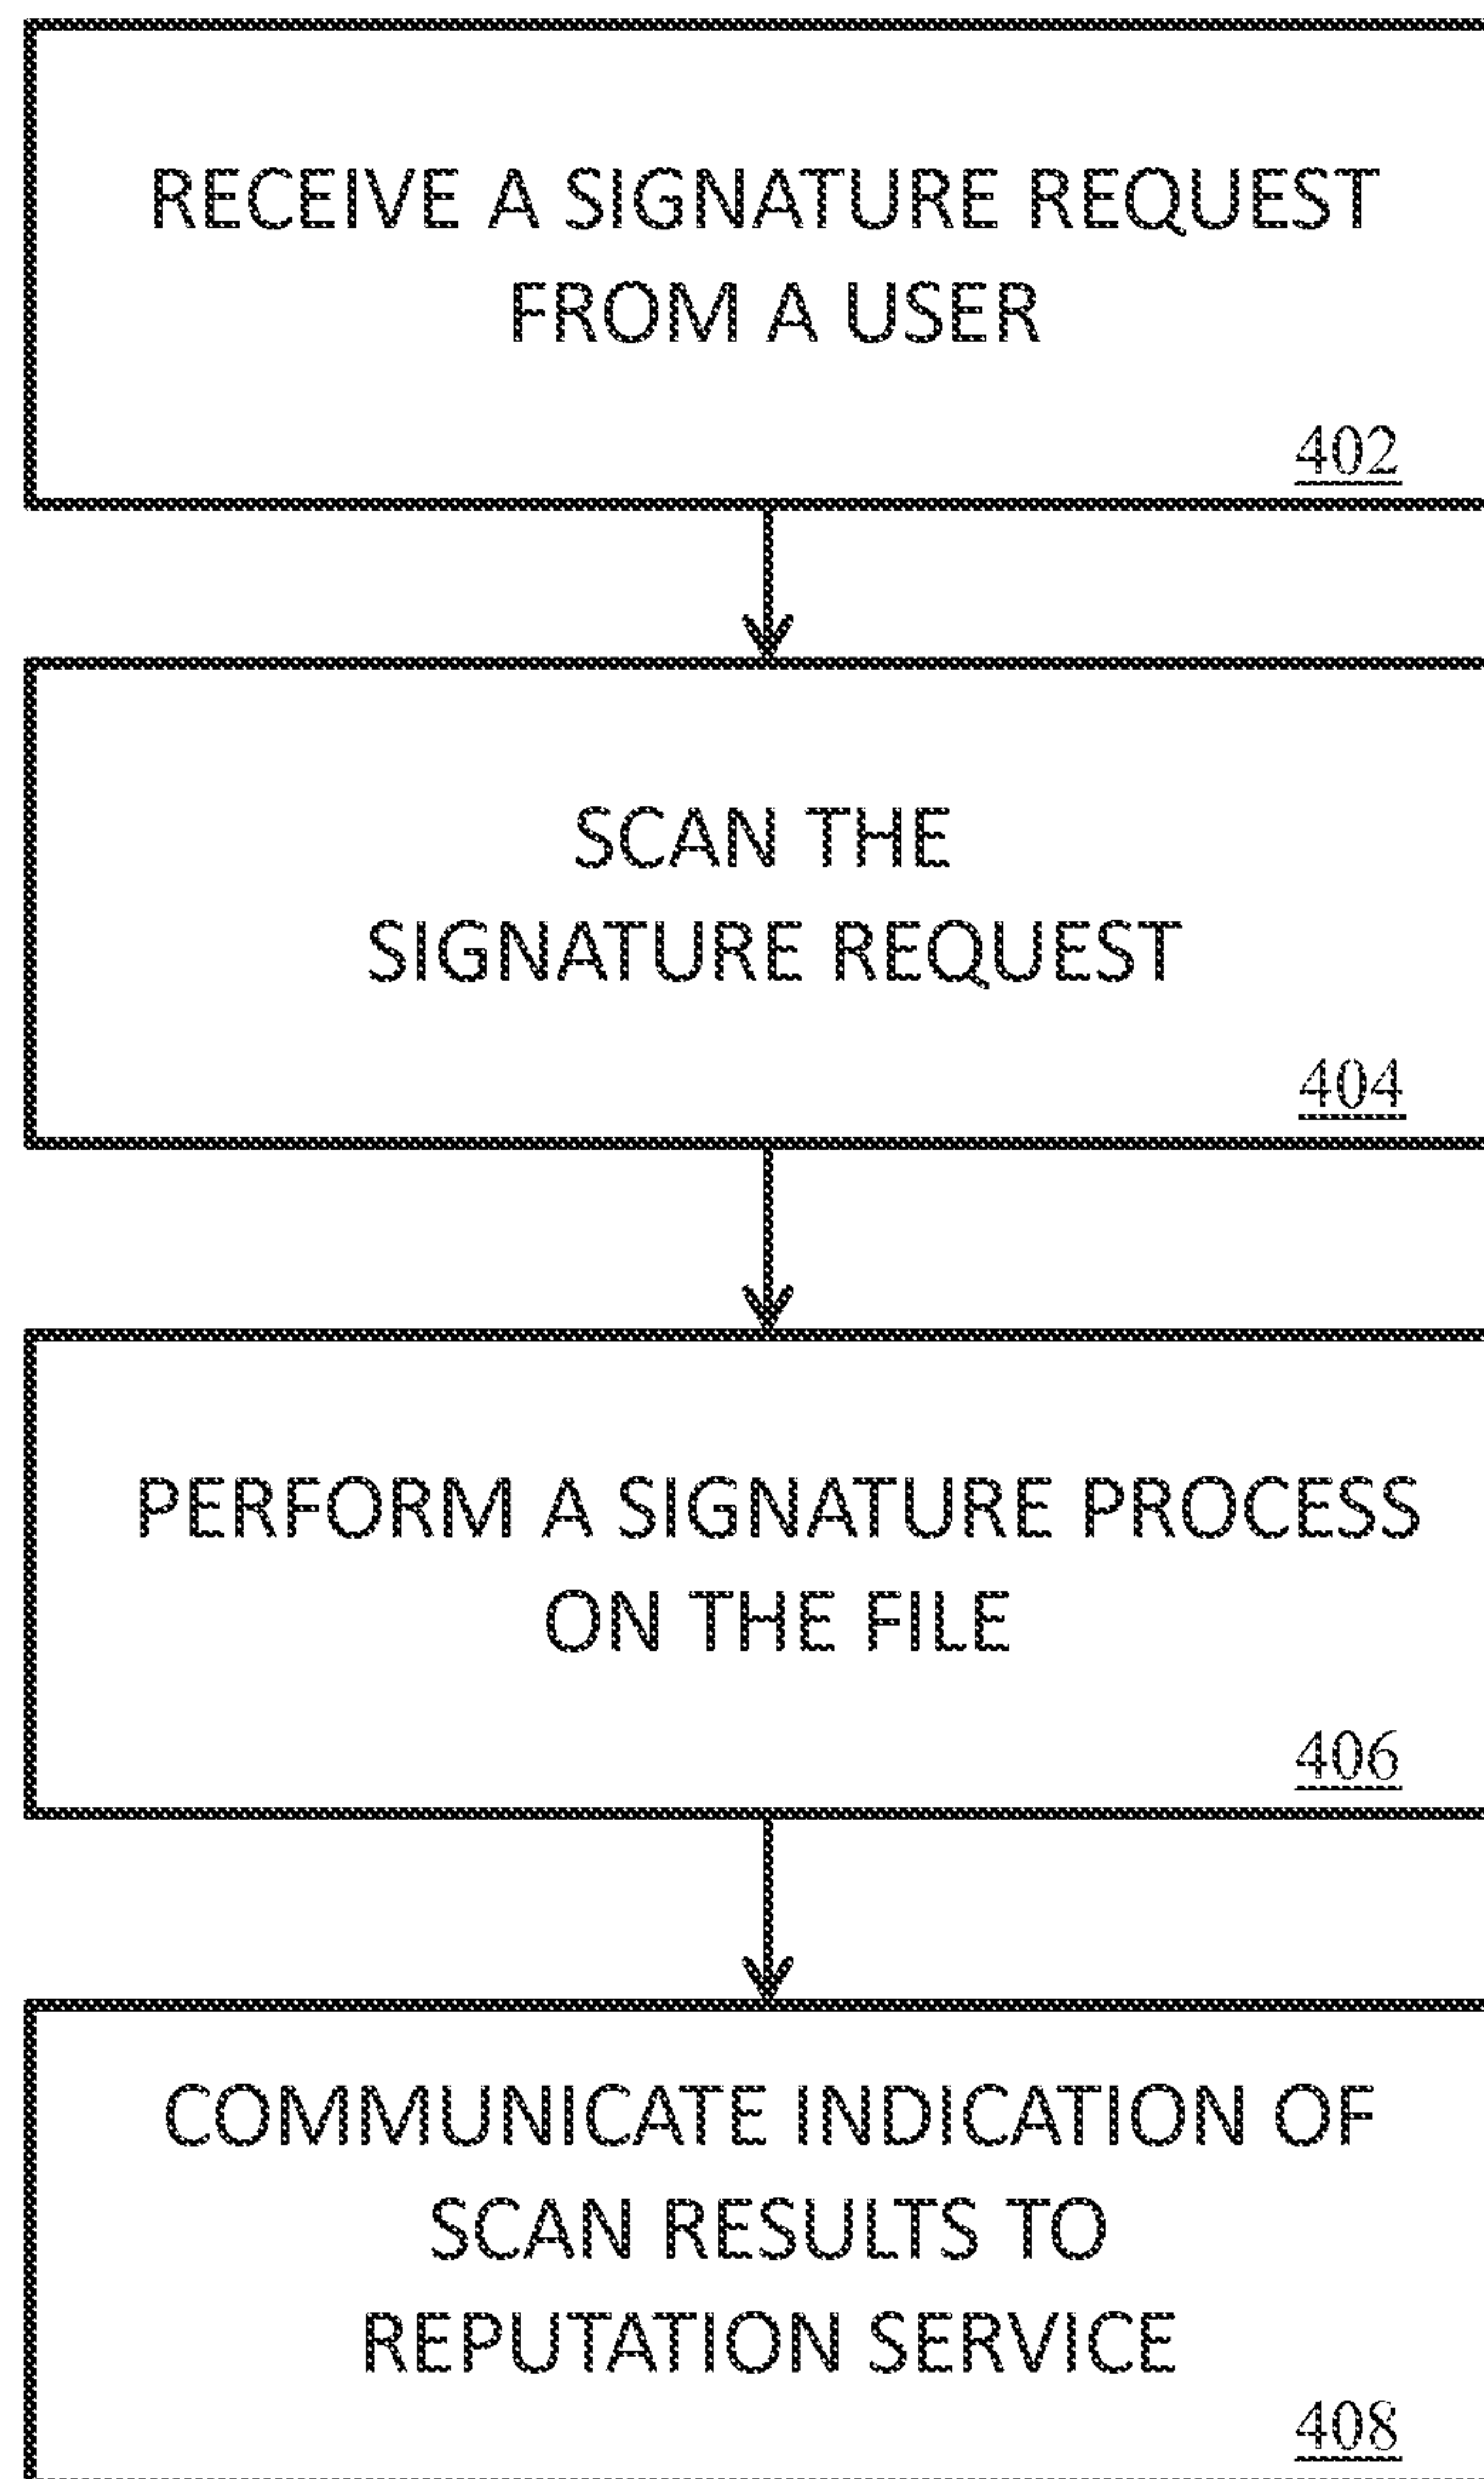 RECEIVE A SIGNATURE REQUEST
FROM A USER
402
SCAN THE
SIGNATURE REQUEST
404
PERFORM A SIGNATURE PROCESS
ON THE FILE
406
COMMUNICATE INDICATION OF
SCAN RESULTS TO
REPUTATION SERVICE
408